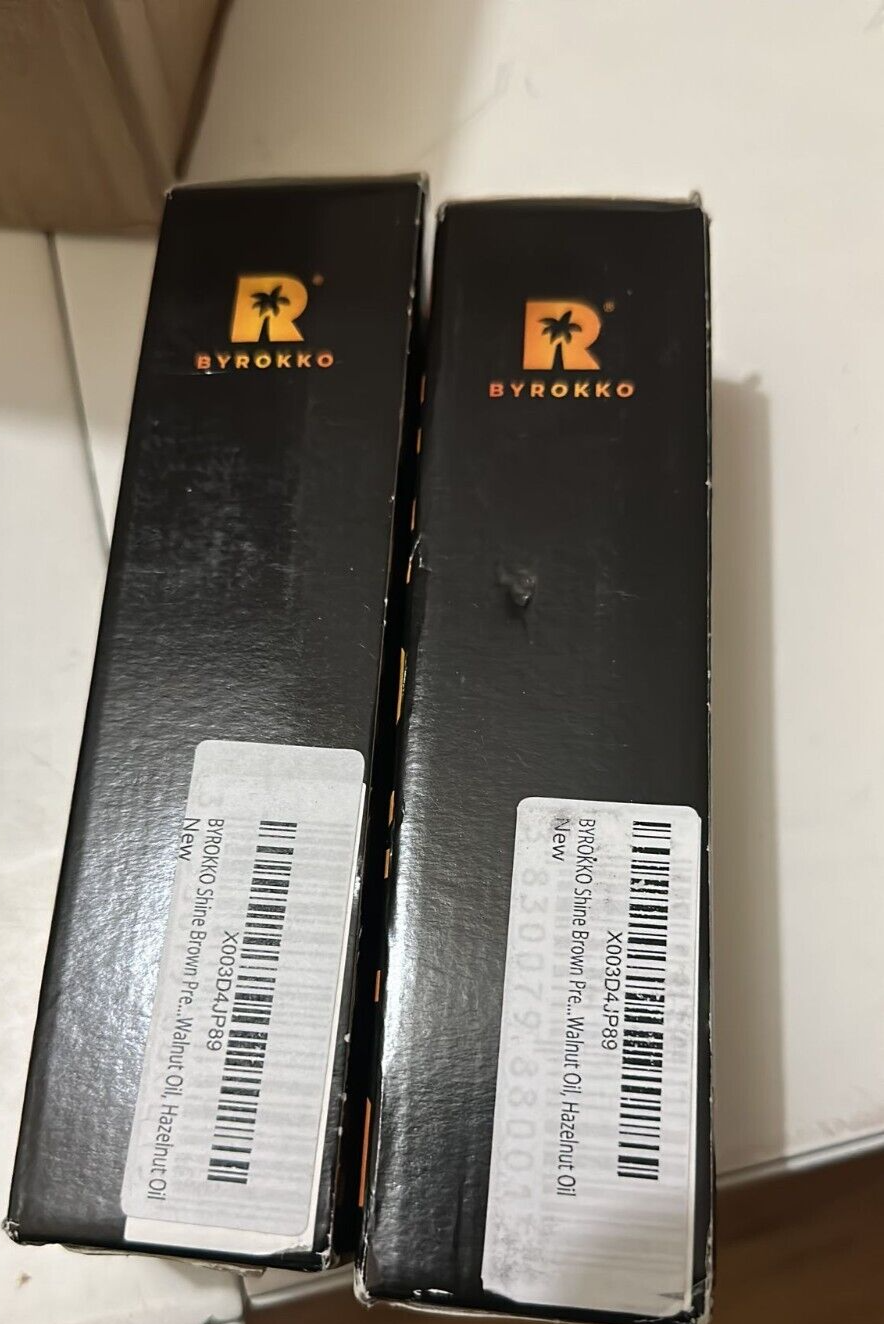 R®
BYROKKO
X003D4JP89
BYROKKO Shine Brown Pre...Walnut Oil, Hazelnut Oil
New
R®
BYROKKO
X003D4JP89
BYROKKO Shine Brown Pre...Walnut Oil, Hazelnut Oil
New